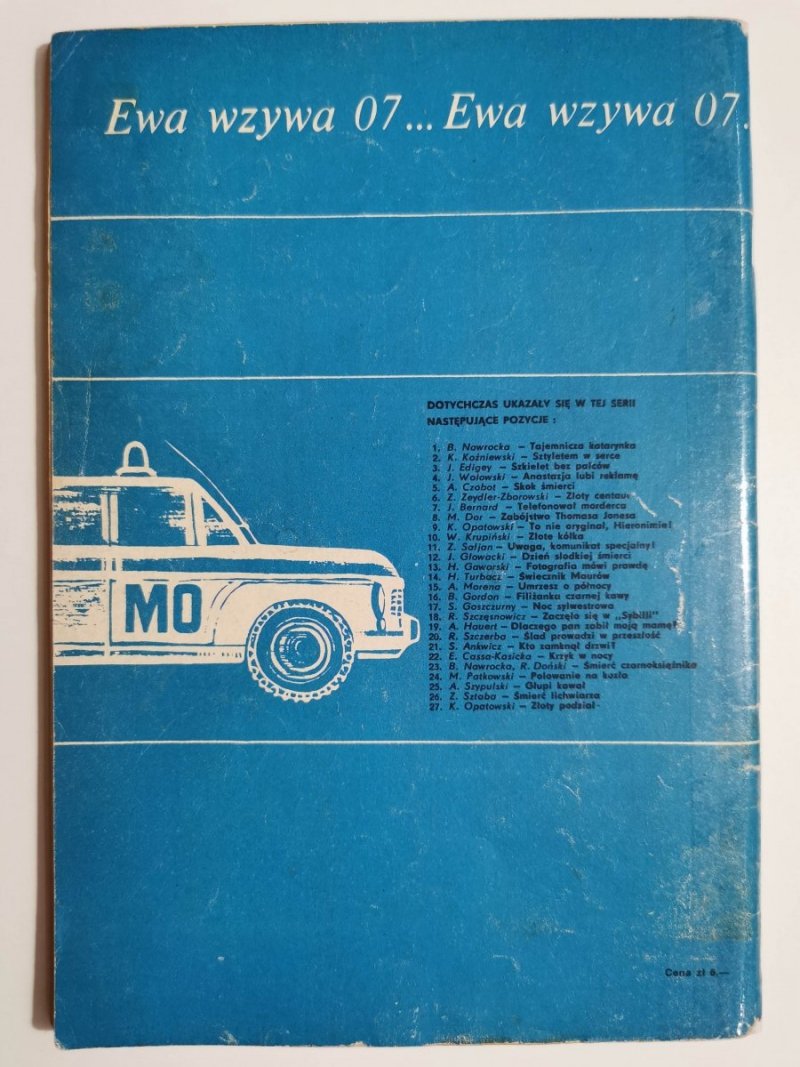 Ewa wzywa 07... Ewa wzywa 07.
DOTYCHCZAS UKAZAŁY SIĘ W TEJ SERII
NASTĘPUJĄCE POZYCJE :
1. B. Nawrocka – Tajemnicza katarynka
2. K. Koźniewski – Sztyletem w serce
3. J. Edigey – Szkielet bez palców
4. J. Wołowski – Anastazja lubi reklamę
5. A. Czobot – Skok śmierci
6. Z. Zeydler-Zborowski – Złoty centaur
7. J. Bernard – Telefonował morderca
8. M. Dor – Zabójstwo Thomasa Jonesa
9. K. Opatowski – To nie oryginał, Hieronimie!
10. W. Krupiński – Złote kółka
11. Z. Saljan – Uwaga, komunikat specjalny!
12. J. Głowacki – Dzień słodkiej śmierci
13. H. Gaworski – Fotografia mówi prawdę
14. H. Turbacz – Świecznik Maurów
15. A. Morena – Umrzesz o północy
16. B. Gordon – Filiżanka czarnej kawy
17. S. Goszczurny – Noc sylwestrowa
18. R. Szczęsnowicz – Zaczęło się w „Sybilli”
19. A. Hauert – Dlaczego pan zabił moją mamę?
20. R. Szczerba – Ślad prowadzi w przeszłość
21. S. Ankwicz – Kto zamknął drzwi?
22. E. Cassa-Kasicka – Krzyk w nocy
23. B. Nawrocka, R. Doński – Śmierć czarnoksiężnika
24. M. Patkowski – Polowanie na kozła
25. A. Szypulski – Głupi kawał
26. Z. Sztaba – Śmierć lichwiarza
27. K. Opatowski – Złoty podział
MO
Cena zł 6.—